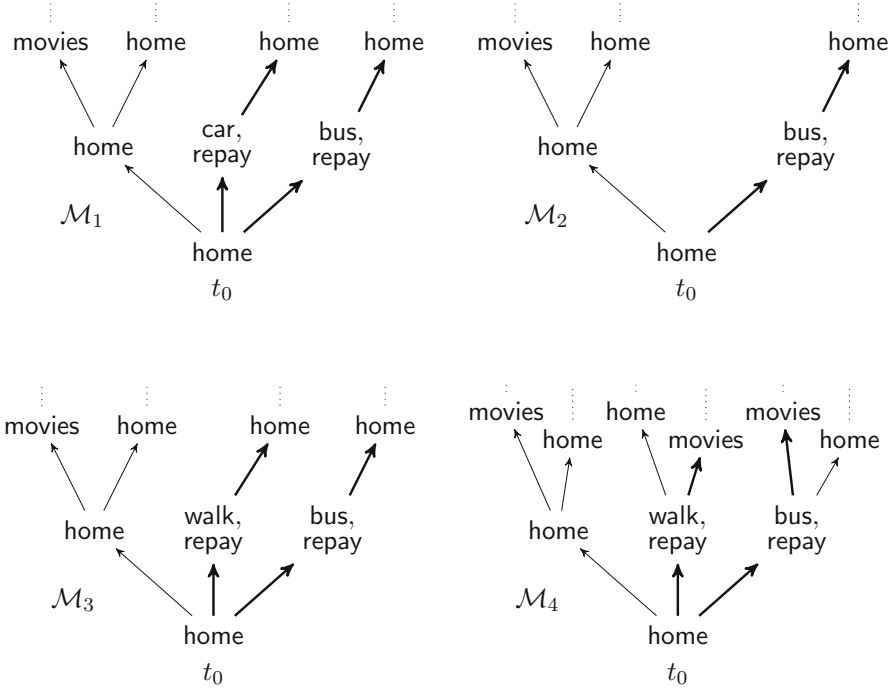 movies home home home
home
car,
repay
bus,
repay
M₁
home
t₀
movies home home
home
bus,
repay
M₂
home
t₀
movies home home home
home
walk,
repay
bus,
repay
M₃
home
t₀
movies home home movies movies home
home
walk,
repay
bus,
repay
M₄
home
t₀